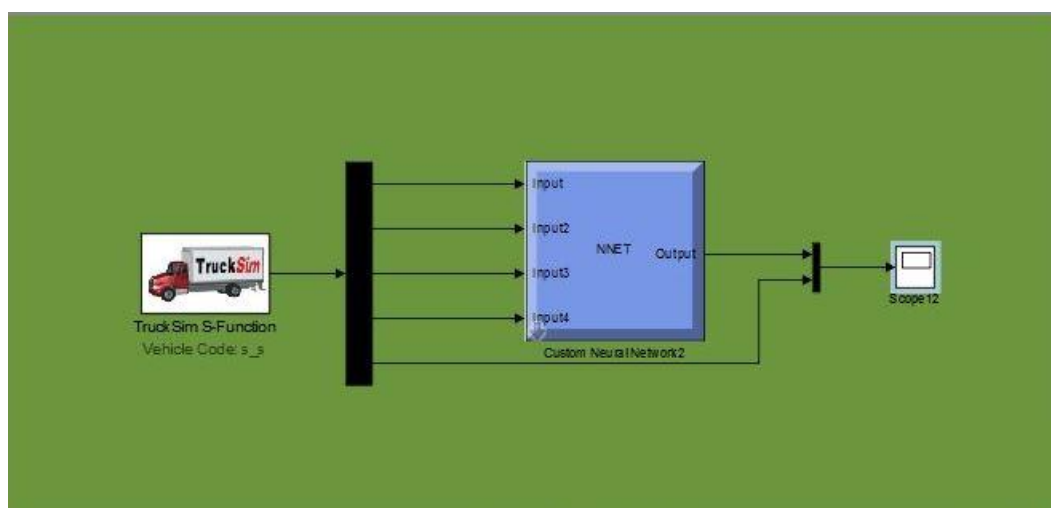 Input
Input2
NNET
Output
TruckSim
Input3
Scope12
Input4
TruckSim S-Function
Vehicle Code: s_s
Custom Neural Network2